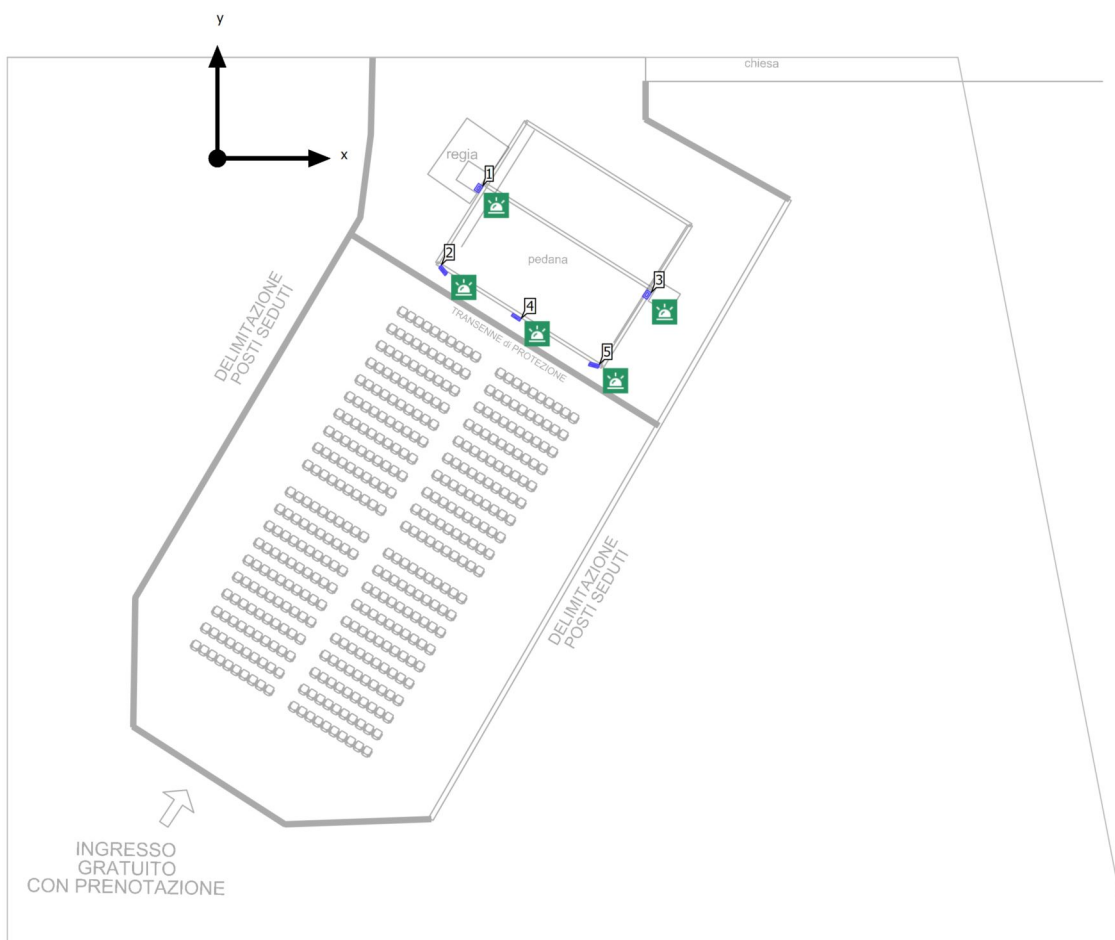 y
x
chiesa
regia
1
2
pedana
3
4
5
TRANSENNE di PROTEZIONE
DELIMITAZIONE
POSTI SEDUTI
DELIMITAZIONE
POSTI SEDUTI
INGRESSO
GRATUITO
CON PRENOTAZIONE